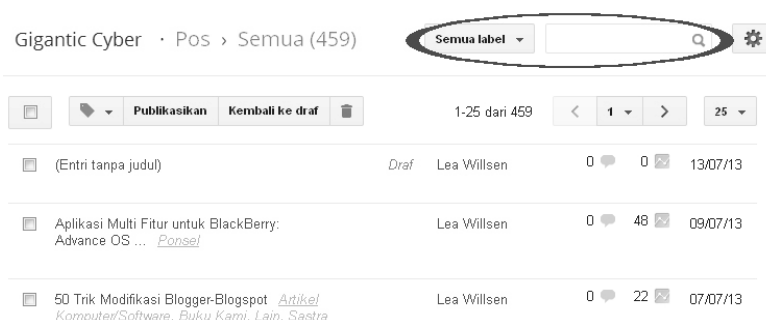 Gigantic Cyber · Pos › Semua (459) Semua label
Publikasikan Kembali ke draf 1-25 dari 459 1 25
(Entri tanpa judul) Draf Lea Willsen 0 0 13/07/13
Aplikasi Multi Fitur untuk BlackBerry: Lea Willsen 0 48 09/07/13
Advance OS ... Ponsel
50 Trik Modifikasi Blogger-Blogspot Artikel Lea Willsen 0 22 07/07/13
Komputer/Software, Buku Kami, Lain, Sastra